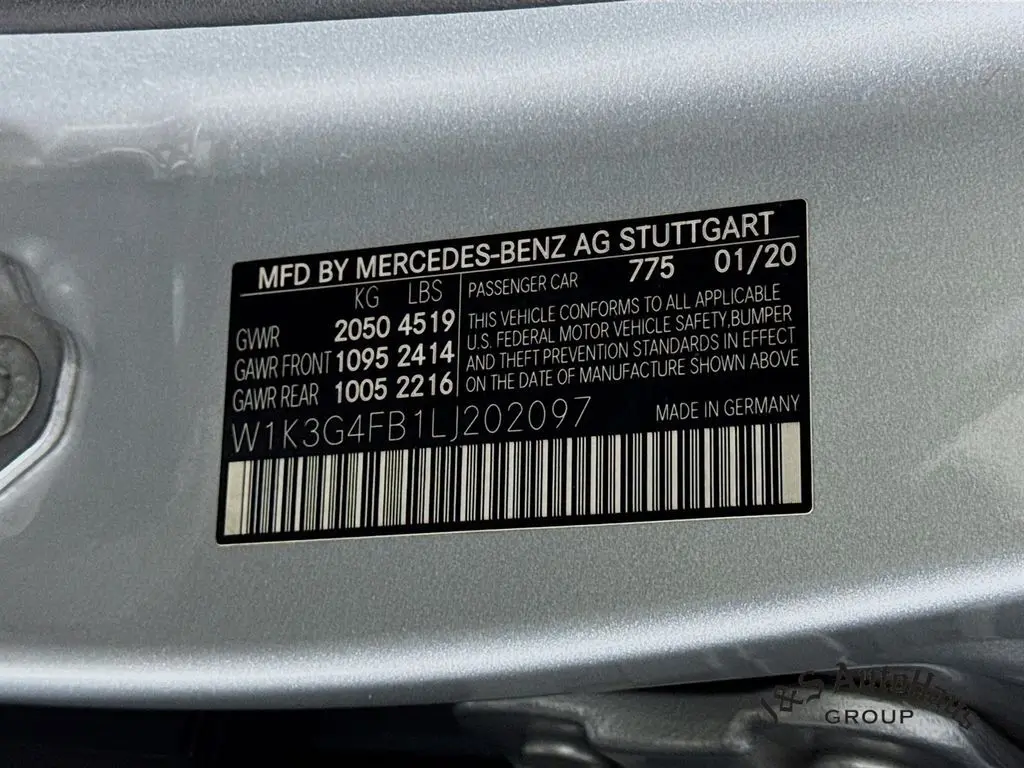 MFD BY MERCEDES-BENZ AG STUTTGART
KG LBS
GVWR 2050 4519
GAWR FRONT 1095 2414
GAWR REAR 1005 2216
PASSENGER CAR 775 01/20
THIS VEHICLE CONFORMS TO ALL APPLICABLE
U.S. FEDERAL MOTOR VEHICLE SAFETY,BUMPER
AND THEFT PREVENTION STANDARDS IN EFFECT
ON THE DATE OF MANUFACTURE SHOWN ABOVE
W1K3G4FB1LJ202097
MADE IN GERMANY
AutoHaus
GROUP